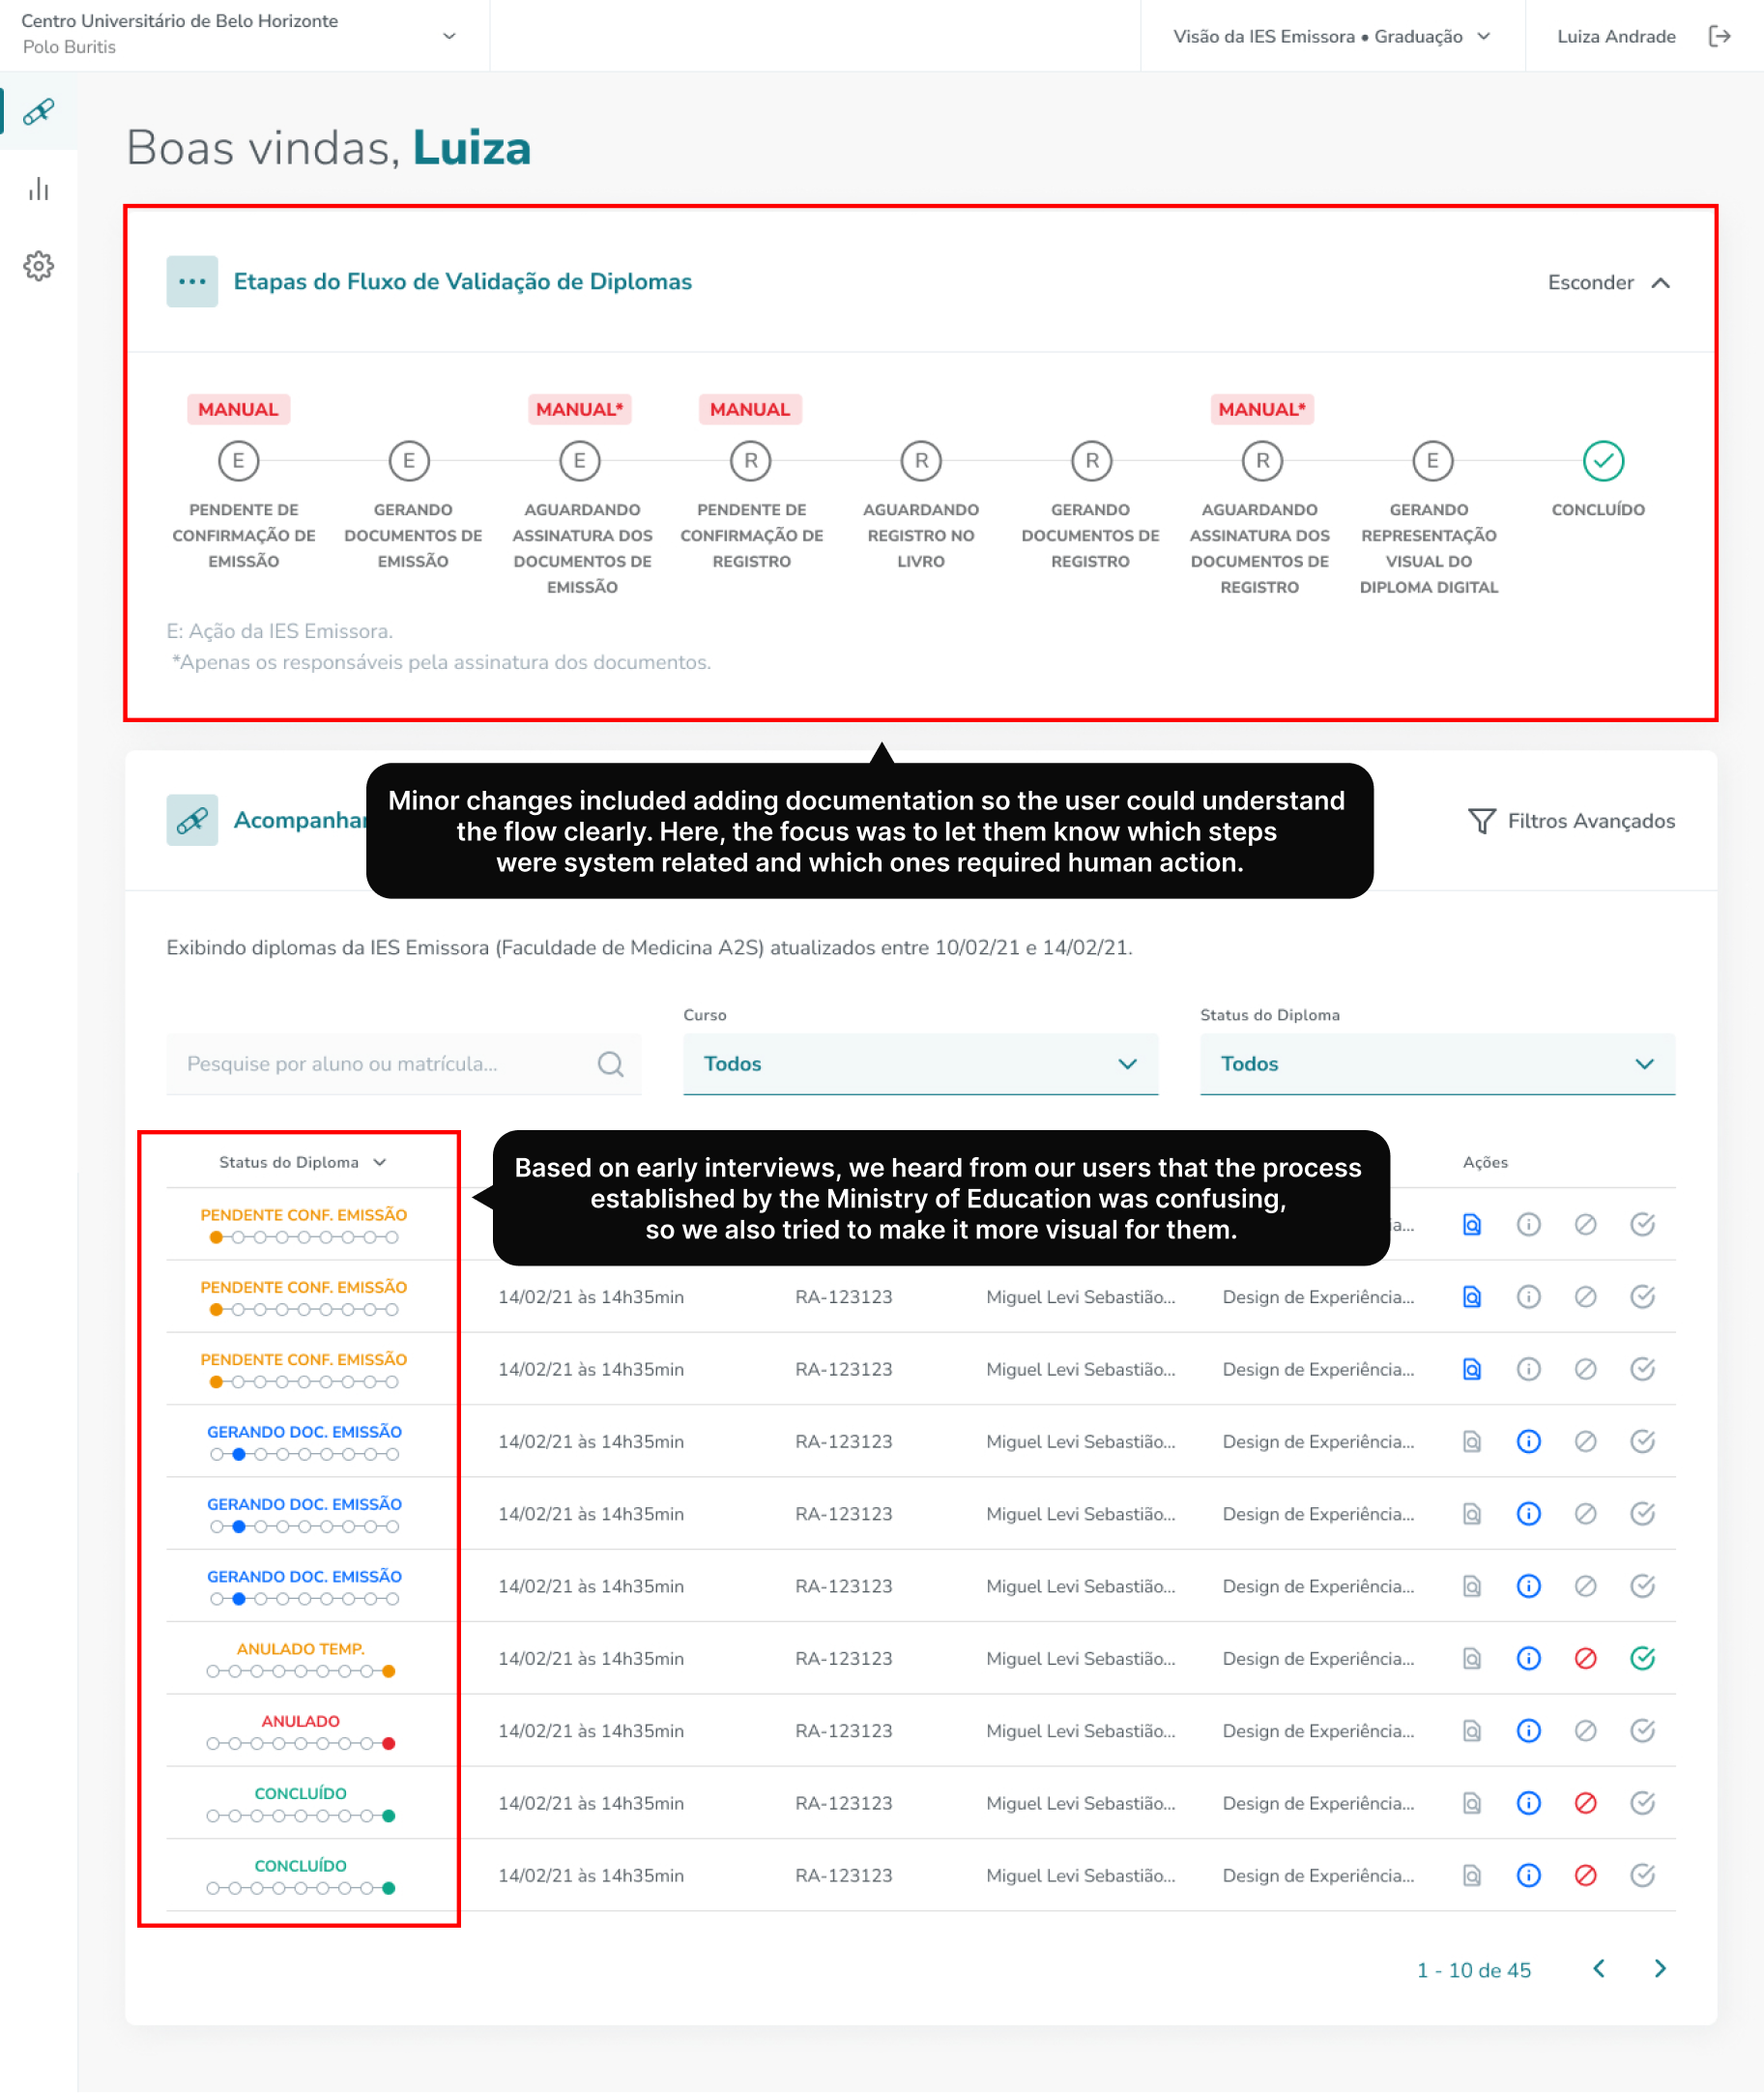 Centro Universitário de Belo Horizonte
Polo Buritis
Visão da IES Emissora • Graduação
Luiza Andrade
Boas vindas, Luiza
Etapas do Fluxo de Validação de Diplomas
Esconder
MANUAL MANUAL* MANUAL MANUAL*
E E E R R R R E
PENDENTE DE CONFIRMAÇÃO DE EMISSÃO
GERANDO DOCUMENTOS DE EMISSÃO
AGUARDANDO ASSINATURA DOS DOCUMENTOS DE EMISSÃO
PENDENTE DE CONFIRMAÇÃO DE REGISTRO
AGUARDANDO REGISTRO NO LIVRO
GERANDO DOCUMENTOS DE REGISTRO
AGUARDANDO ASSINATURA DOS DOCUMENTOS DE REGISTRO
GERANDO REPRESENTAÇÃO VISUAL DO DIPLOMA DIGITAL
CONCLUÍDO
E: Ação da IES Emissora.
*Apenas os responsáveis pela assinatura dos documentos.
Minor changes included adding documentation so the user could understand
the flow clearly. Here, the focus was to let them know which steps
were system related and which ones required human action.
Filtros Avançados
Exibindo diplomas da IES Emissora (Faculdade de Medicina A2S) atualizados entre 10/02/21 e 14/02/21.
Curso
Status do Diploma
Pesquise por aluno ou matrícula...
Todos
Todos
Status do Diploma
Ações
Based on early interviews, we heard from our users that the process
established by the Ministry of Education was confusing,
so we also tried to make it more visual for them.
PENDENTE CONF. EMISSÃO
PENDENTE CONF. EMISSÃO 14/02/21 às 14h35min RA-123123 Miguel Levi Sebastião... Design de Experiência...
PENDENTE CONF. EMISSÃO 14/02/21 às 14h35min RA-123123 Miguel Levi Sebastião... Design de Experiência...
GERANDO DOC. EMISSÃO 14/02/21 às 14h35min RA-123123 Miguel Levi Sebastião... Design de Experiência...
GERANDO DOC. EMISSÃO 14/02/21 às 14h35min RA-123123 Miguel Levi Sebastião... Design de Experiência...
GERANDO DOC. EMISSÃO 14/02/21 às 14h35min RA-123123 Miguel Levi Sebastião... Design de Experiência...
ANULADO TEMP. 14/02/21 às 14h35min RA-123123 Miguel Levi Sebastião... Design de Experiência...
ANULADO 14/02/21 às 14h35min RA-123123 Miguel Levi Sebastião... Design de Experiência...
CONCLUÍDO 14/02/21 às 14h35min RA-123123 Miguel Levi Sebastião... Design de Experiência...
CONCLUÍDO 14/02/21 às 14h35min RA-123123 Miguel Levi Sebastião... Design de Experiência...
1 - 10 de 45